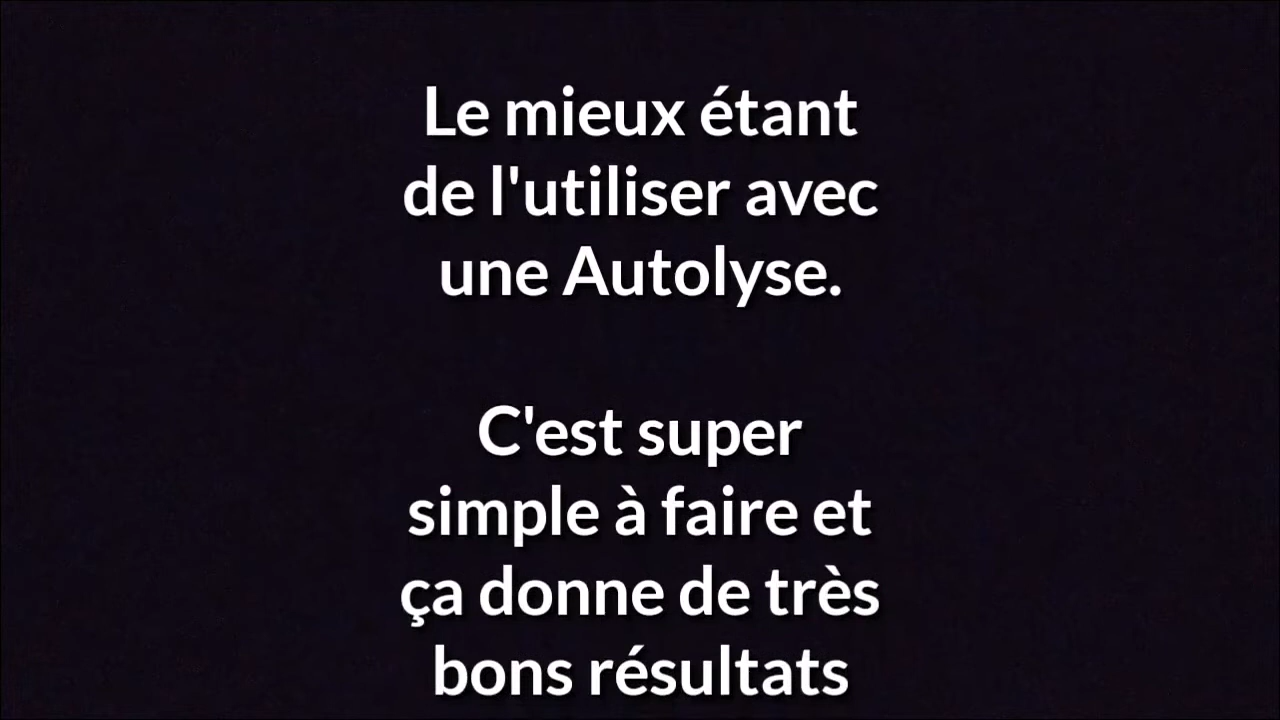 Le mieux étant
de l'utiliser avec
une Autolyse.
C'est super
simple à faire et
ça donne de très
bons résultats